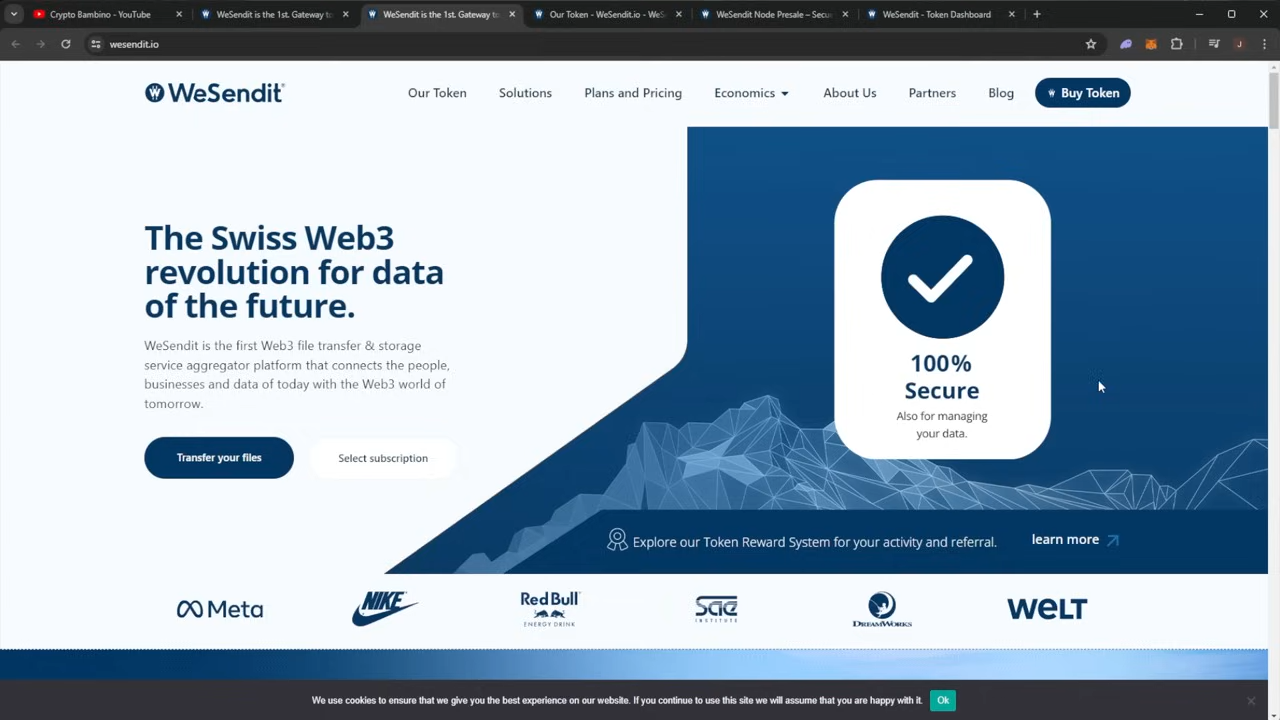 Crypto Bambino - YouTube
WeSendit is the 1st. Gateway to
WeSendit is the 1st. Gateway to
Our Token - WeSendit.io - WeS
WeSendit Node Presale – Secu
WeSendit - Token Dashboard
wesendit.io
J
WeSendit
Our Token
Solutions
Plans and Pricing
Economics
About Us
Partners
Blog
Buy Token
The Swiss Web3
revolution for data
of the future.
WeSendit is the first Web3 file transfer & storage
service aggregator platform that connects the people,
businesses and data of today with the Web3 world of
tomorrow.
Transfer your files
Select subscription
100%
Secure
Also for managing
your data.
Explore our Token Reward System for your activity and referral.
learn more
Meta
NIKE
Red Bull
ENERGY DRINK
SAE
INSTITUTE
DREAMWORKS
WELT
We use cookies to ensure that we give you the best experience on our website. If you continue to use this site we will assume that you are happy with it.
Ok